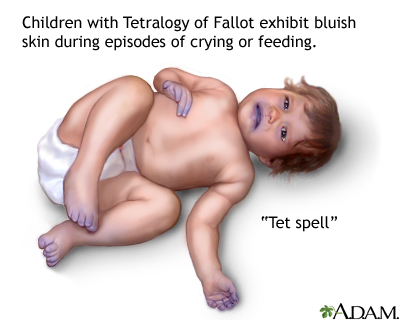 Children with Tetralogy of Fallot exhibit bluish
skin during episodes of crying or feeding.
“Tet spell”
A.D.A.M.